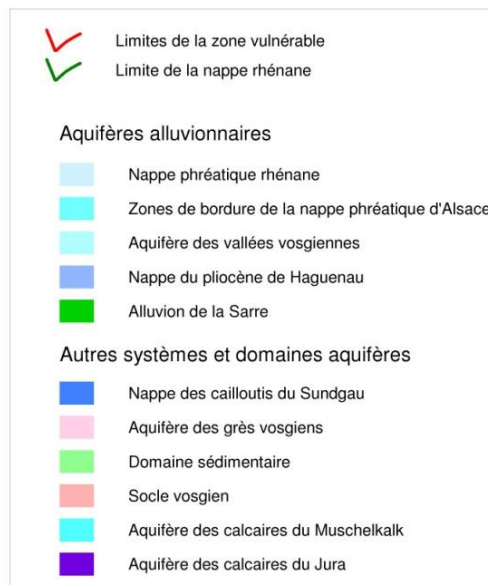 Limites de la zone vulnérable
Limite de la nappe rhénane
Aquifères alluvionnaires
Nappe phréatique rhénane
Zones de bordure de la nappe phréatique d'Alsace
Aquifère des vallées vosgiennes
Nappe du pliocène de Haguenau
Alluvion de la Sarre
Autres systèmes et domaines aquifères
Nappe des cailloutis du Sundgau
Aquifère des grès vosgiens
Domaine sédimentaire
Socle vosgien
Aquifère des calcaires du Muschelkalk
Aquifère des calcaires du Jura